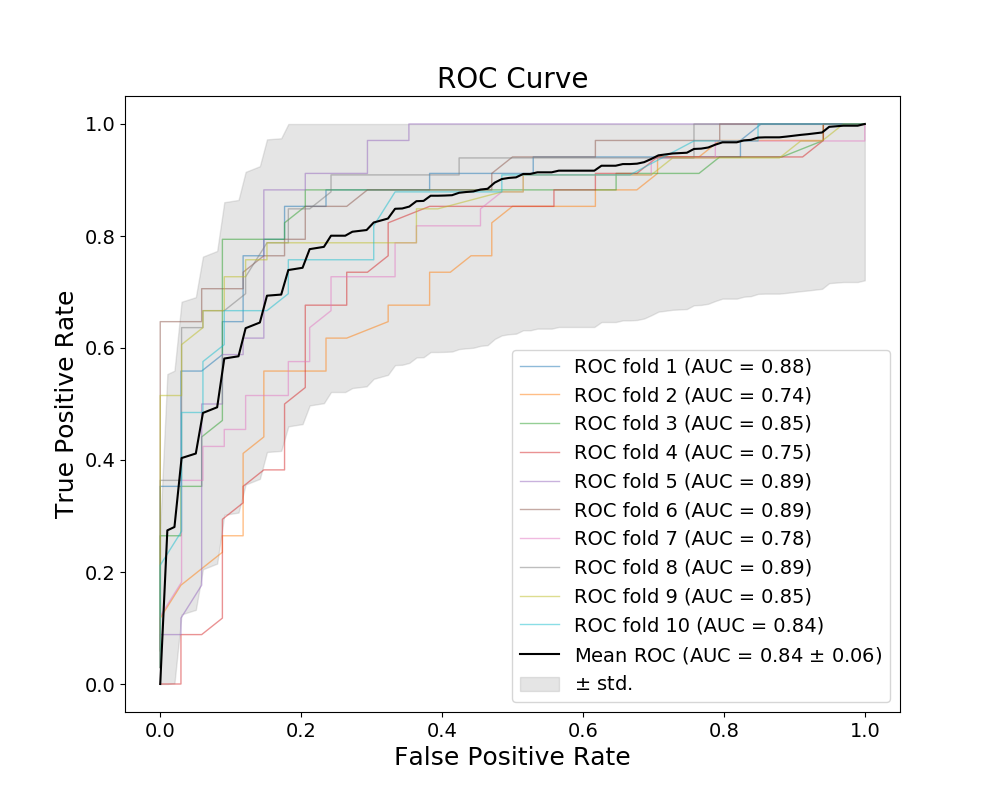 ROC Curve
1.0
0.8
0.6
0.4
0.2
0.0
True Positive Rate
ROC fold 1 (AUC = 0.88)
ROC fold 2 (AUC = 0.74)
ROC fold 3 (AUC = 0.85)
ROC fold 4 (AUC = 0.75)
ROC fold 5 (AUC = 0.89)
ROC fold 6 (AUC = 0.89)
ROC fold 7 (AUC = 0.78)
ROC fold 8 (AUC = 0.89)
ROC fold 9 (AUC = 0.85)
ROC fold 10 (AUC = 0.84)
Mean ROC (AUC = 0.84 ± 0.06)
± std.
0.0 0.2 0.4 0.6 0.8 1.0
False Positive Rate